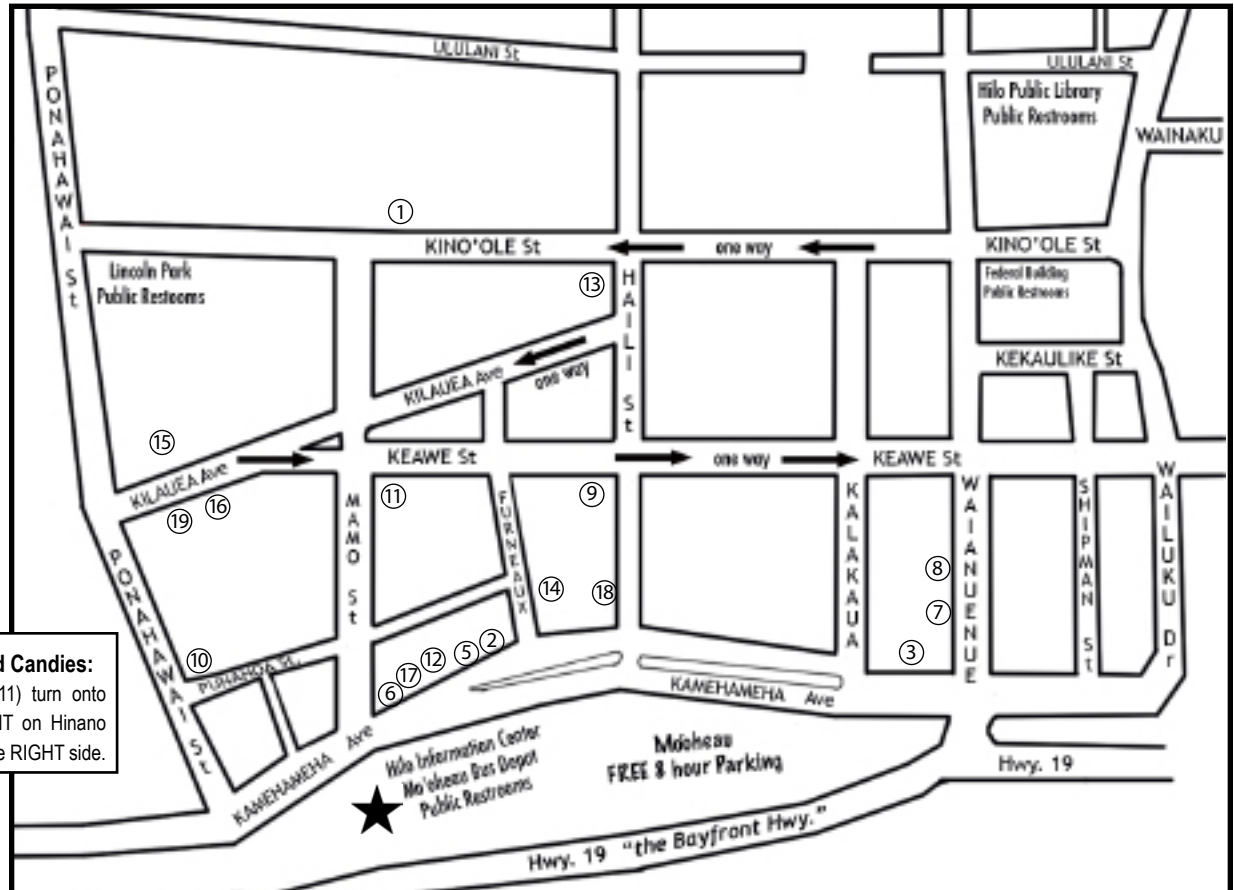 ULULANI St
ULULANI St
PONAHAWAI St
Hilo Public Library
Public Restrooms
WAINAKU
①
KINO'OLE St
one way
KINO'OLE St
Lincoln Park
Public Restrooms
⑬
HAILI St
Federal Building
Public Restrooms
KILAUEA Ave
one way
KEKAULIKE St
⑮
KILAUEA Ave
KEAWE St
one way
KEAWE St
⑲
⑯
MAMO St
⑪
FURNEAUX
⑨
KALAKAUA
WAIANUENUE
SHIPMAN St
WAILUKU Dr
⑧
⑭
⑱
⑦
PONAHAWAI St
⑩
PUNAHOA St.
⑥
⑰
⑫
⑤
②
③
d Candies:
11) turn onto
IT on Hinano
e RIGHT side.
KAMEHAMEHA Ave
KAMEHAMEHA Ave
Hilo Information Center
Mo'oheau Bus Depot
Public Restrooms
Mooheau
FREE 8 hour Parking
Hwy. 19
Hwy. 19 "the Bayfront Hwy."